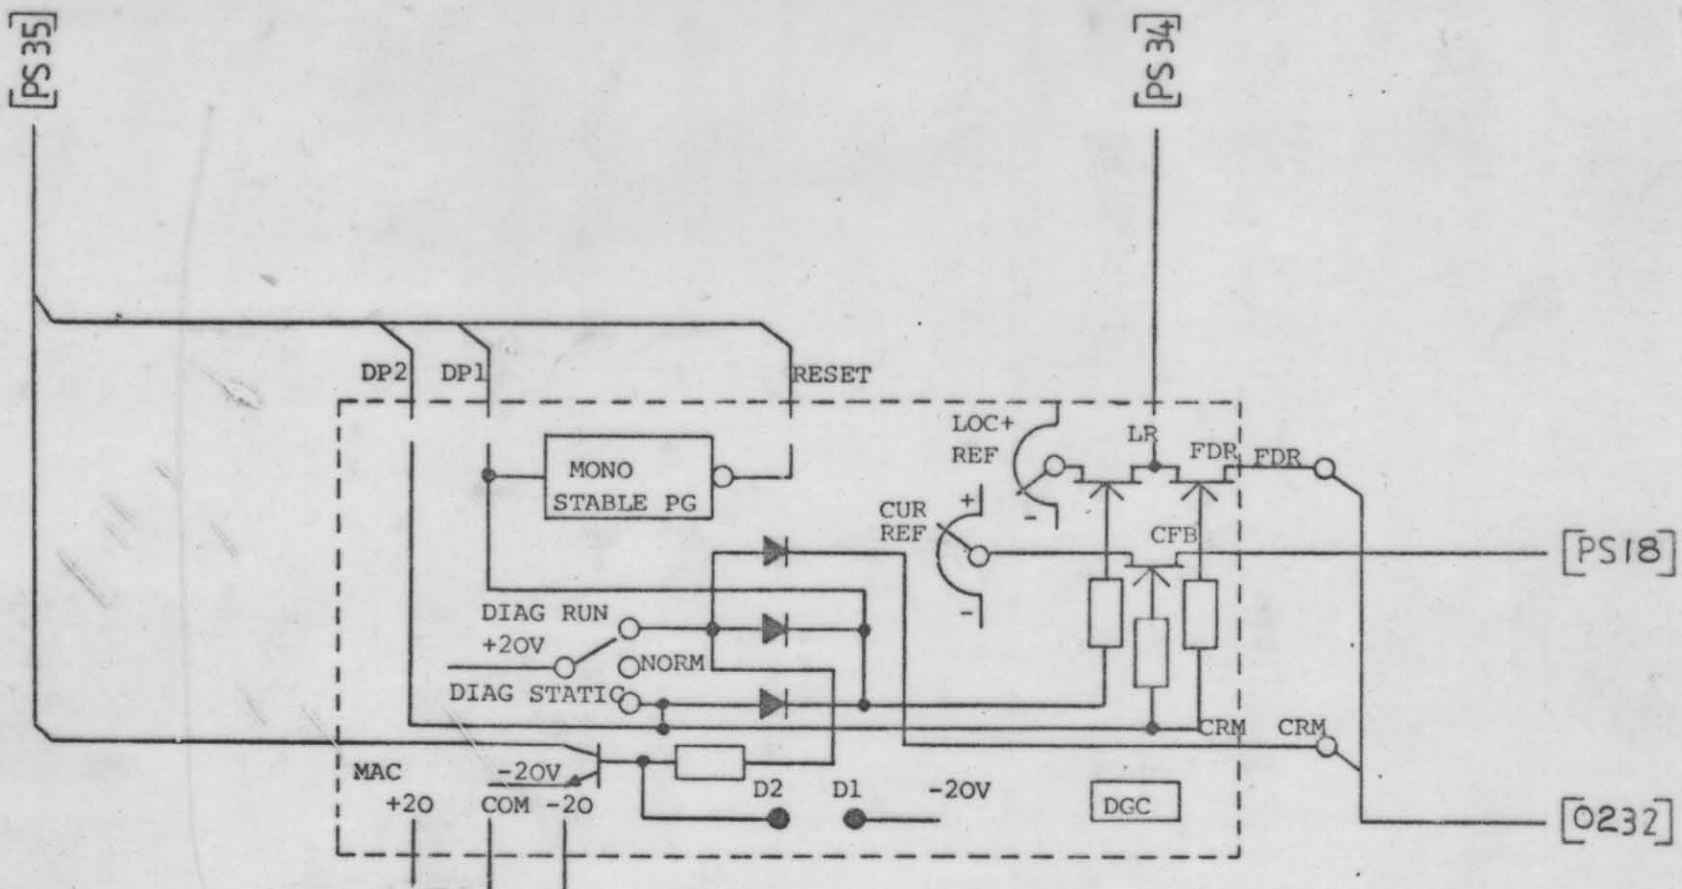 [PS35]
[PS34]
DP2
DP1
RESET
LOC+
REF
LR
FDR
FDR
MONO
STABLE PG
CUR
REF
+
-
CFB
[PS18]
DIAG RUN
+20V
NORM
-
DIAG STATIC
CRM
CRM
MAC
-20V
+20
COM
-20
D2
D1
-20V
DGC
[0232]